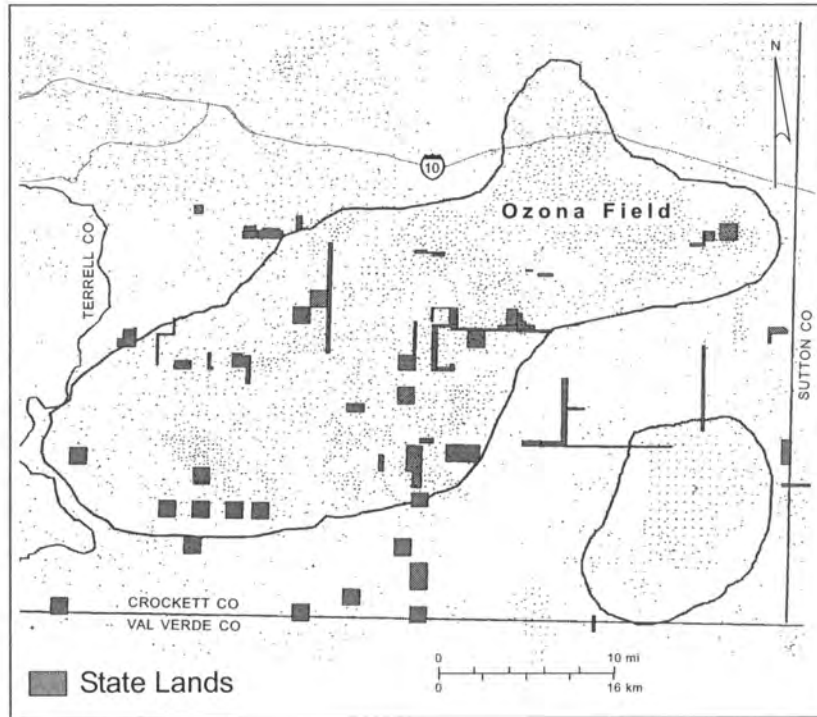 N
10
Ozona Field
TERRELL CO
SUTTON CO
CROCKETT CO
VAL VERDE CO
0 10 mi
0 16 km
State Lands